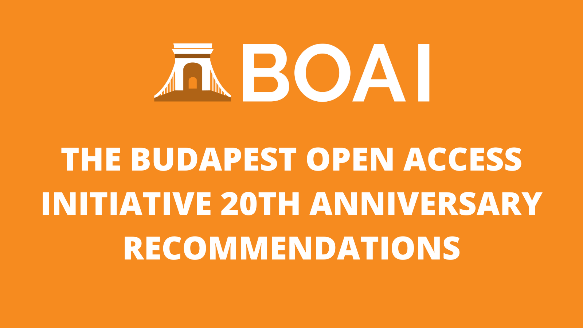 BOAI
THE BUDAPEST OPEN ACCESS
INITIATIVE 20TH ANNIVERSARY
RECOMMENDATIONS